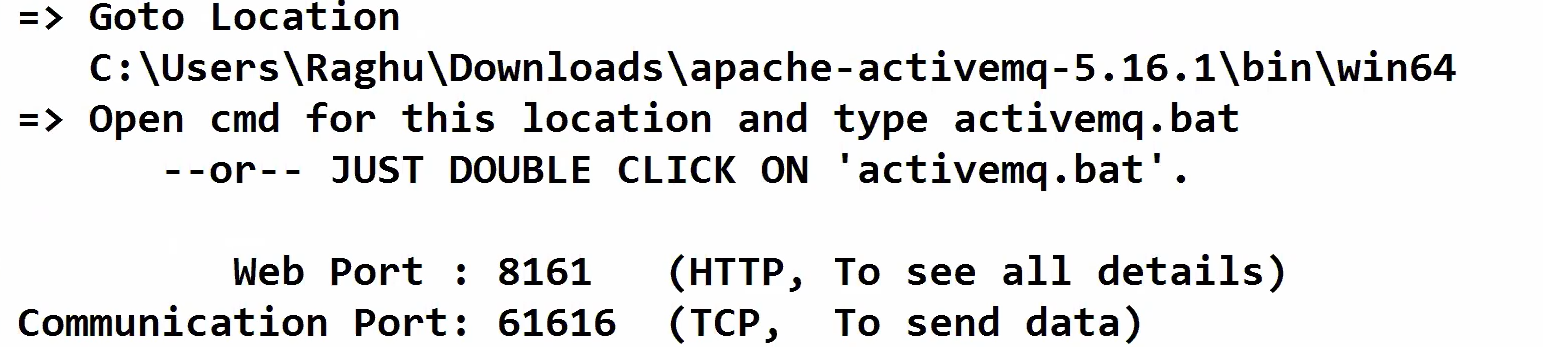 => Goto Location
C:\Users\Raghu\Downloads\apache-activemq-5.16.1\bin\win64
=> Open cmd for this location and type activemq.bat
--or-- JUST DOUBLE CLICK ON 'activemq.bat'.
Web Port : 8161 (HTTP, To see all details)
Communication Port: 61616 (TCP, To send data)